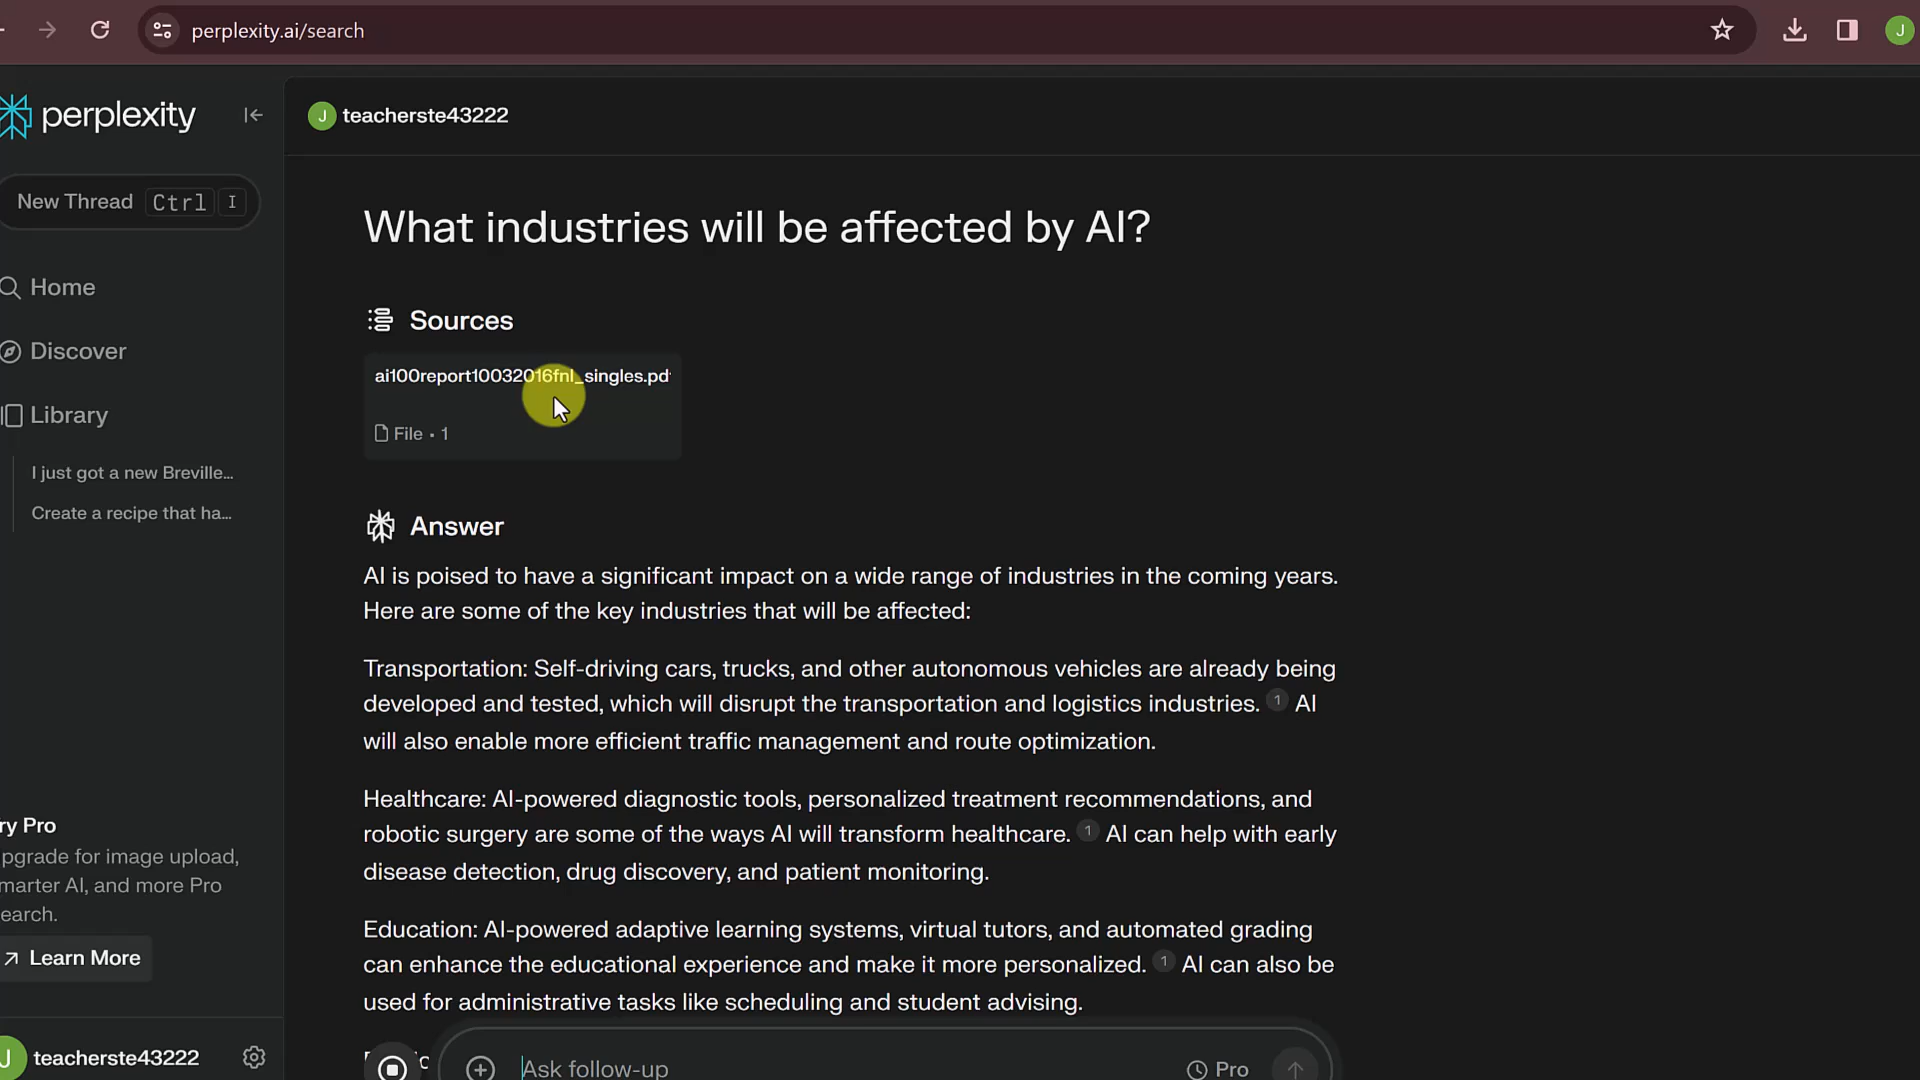 perplexity.ai/search
J
perplexity
J teacherste43222
New Thread Ctrl I
What industries will be affected by AI?
Home
Sources
Discover
ai100report10032016fnl_singles.pd
Library
File • 1
I just got a new Breville...
Create a recipe that ha...
Answer
AI is poised to have a significant impact on a wide range of industries in the coming years.
Here are some of the key industries that will be affected:
Transportation: Self-driving cars, trucks, and other autonomous vehicles are already being
developed and tested, which will disrupt the transportation and logistics industries. 1 AI
will also enable more efficient traffic management and route optimization.
Healthcare: AI-powered diagnostic tools, personalized treatment recommendations, and
robotic surgery are some of the ways AI will transform healthcare. 1 AI can help with early
disease detection, drug discovery, and patient monitoring.
Education: AI-powered adaptive learning systems, virtual tutors, and automated grading
can enhance the educational experience and make it more personalized. 1 AI can also be
used for administrative tasks like scheduling and student advising.
ry Pro
pgrade for image upload,
marter AI, and more Pro
earch.
Learn More
J teacherste43222
Ask follow-up
Pro